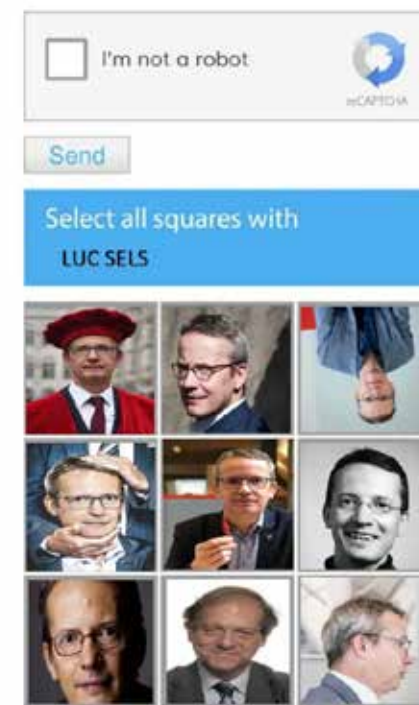 I'm not a robot
reCAPTCHA
Send
Select all squares with
LUC SELS